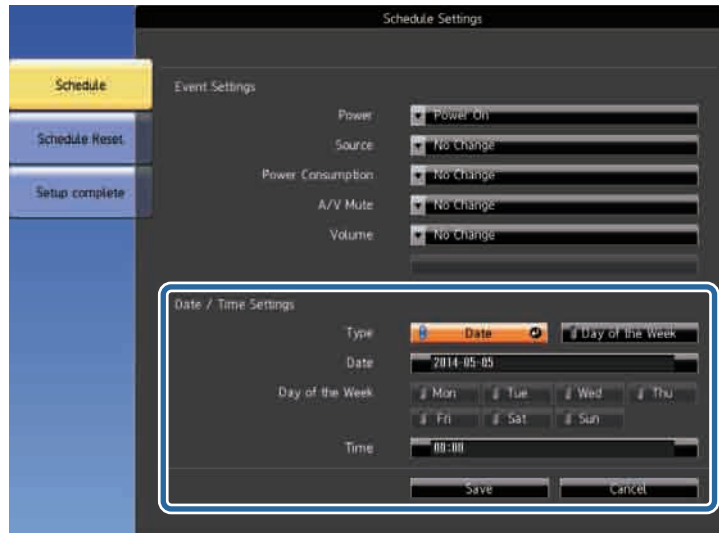 Schedule Settings
Schedule
Schedule Reset
Setup complete
Event Settings
Power Power On
Source No Change
Power Consumption No Change
A/V Mute No Change
Volume No Change
Date / Time Settings
Type Date Day of the Week
Date 2014-05-05
Day of the Week Mon Tue Wed Thu
Fri Sat Sun
Time 00:00
Save Cancel